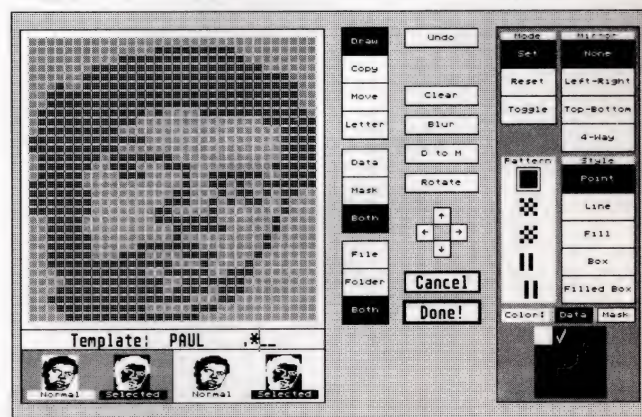 Draw
Copy
Move
Letter
Data
Mask
Both
File
Folder
Both
Undo
Clear
Blur
D to M
Rotate
↑
← →
↓
Cancel
Done!
Mode
Set
Reset
Toggle
Mirror
None
Left-Right
Top-Bottom
4-Way
Pattern
Style
Point
Line
Fill
Box
Filled Box
Color: Data Mask
Template: PAUL .*__
Normal Selected Normal Selected